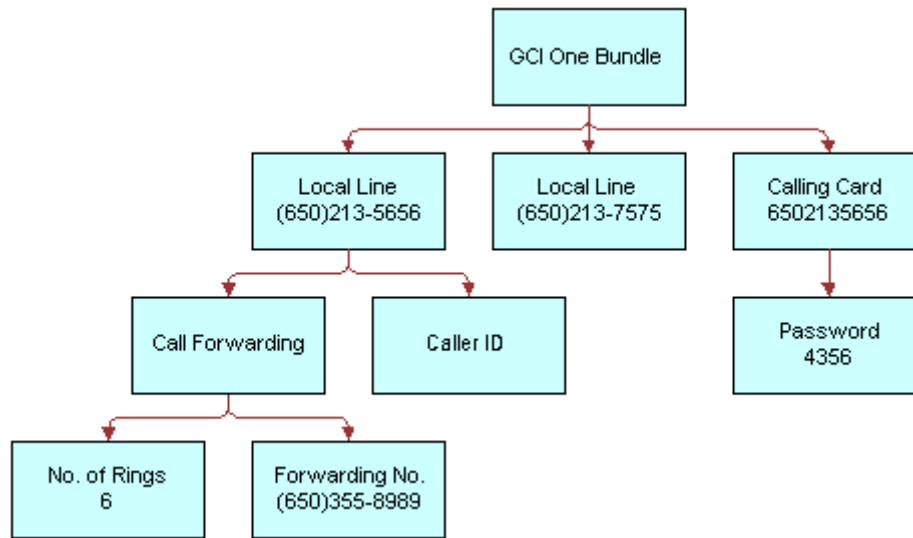 GCI One Bundle
Local Line
(650)213-5656
Local Line
(650)213-7575
Calling Card
6502135656
Call Forwarding
Caller ID
Password
4356
No. of Rings
6
Forwarding No.
(650)355-8989